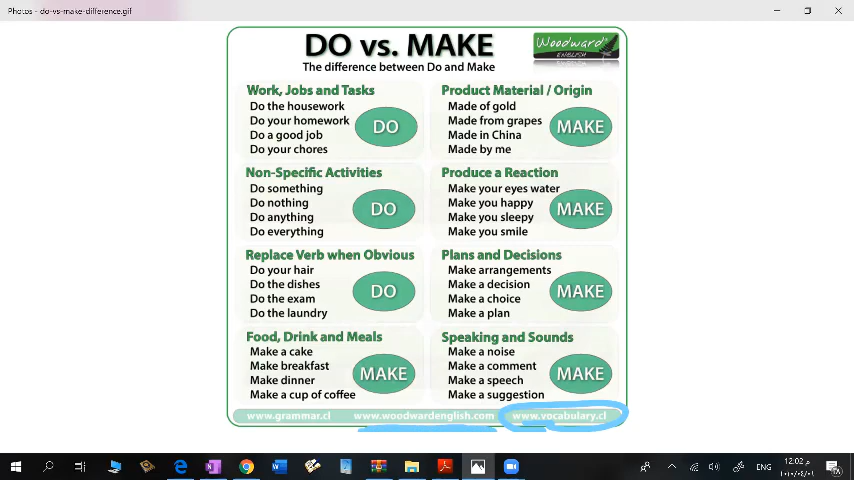 Photos - do-vs-make-difference.gif
DO vs. MAKE
The difference between Do and Make
Woodward®
ENGLISH
Work, Jobs and Tasks
Do the housework
Do your homework
Do a good job
Do your chores
DO
Product Material / Origin
Made of gold
Made from grapes
Made in China
Made by me
MAKE
Non-Specific Activities
Do something
Do nothing
Do anything
Do everything
DO
Produce a Reaction
Make your eyes water
Make you happy
Make you sleepy
Make you smile
MAKE
Replace Verb when Obvious
Do your hair
Do the dishes
Do the exam
Do the laundry
DO
Plans and Decisions
Make arrangements
Make a decision
Make a choice
Make a plan
MAKE
Food, Drink and Meals
Make a cake
Make breakfast
Make dinner
Make a cup of coffee
MAKE
Speaking and Sounds
Make a noise
Make a comment
Make a speech
Make a suggestion
MAKE
www.grammar.cl www.woodwardenglish.com www.vocabulary.cl
ENG
12:02 م